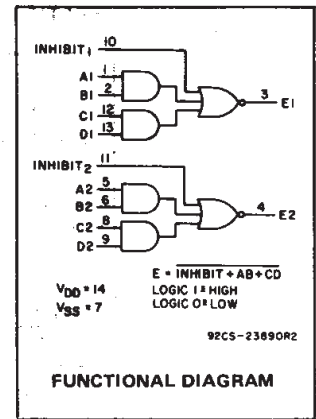 INHIBIT1 10
A1 1
B1 2
C1 12
D1 13
3 E1
INHIBIT2 11
A2 5
B2 6
C2 8
D2 9
4 E2
E = INHIBIT + AB + CD
VDD = 14
VSS = 7
LOGIC 1 = HIGH
LOGIC 0 = LOW
92CS-23890R2
FUNCTIONAL DIAGRAM